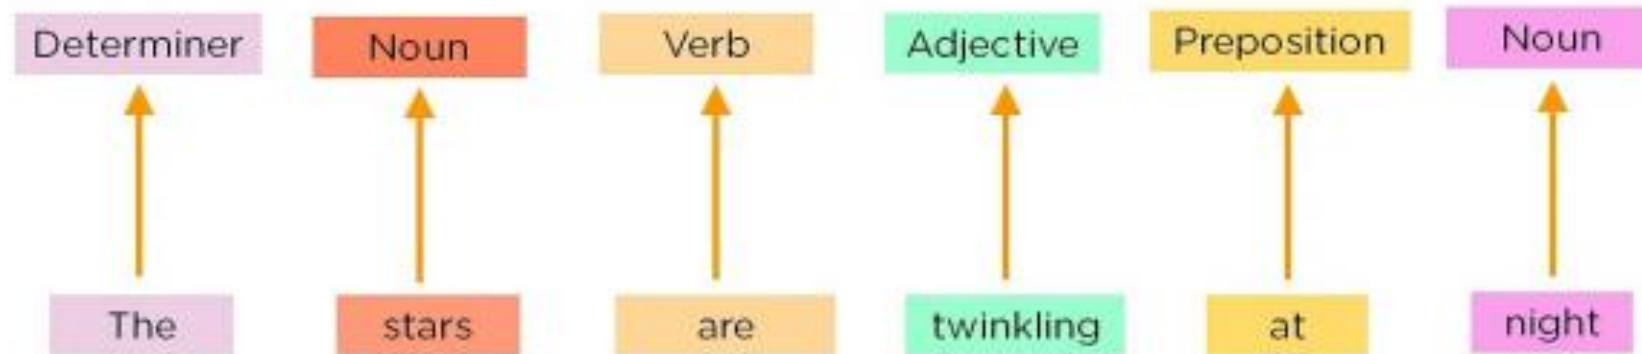 Determiner Noun Verb Adjective Preposition Noun
The stars are twinkling at night